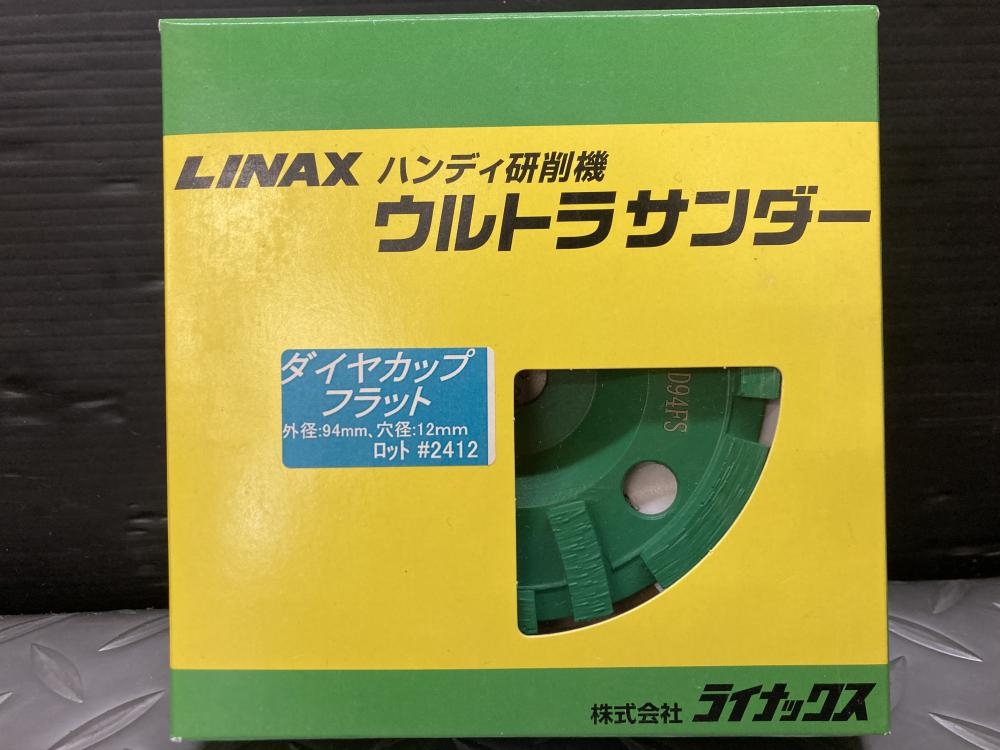 LINAX ハンディ研削機
ウルトラサンダー
ダイヤカップ
フラット
外径:94mm、穴径:12mm
ロット #2412
D94FS
株式会社 ライナックス